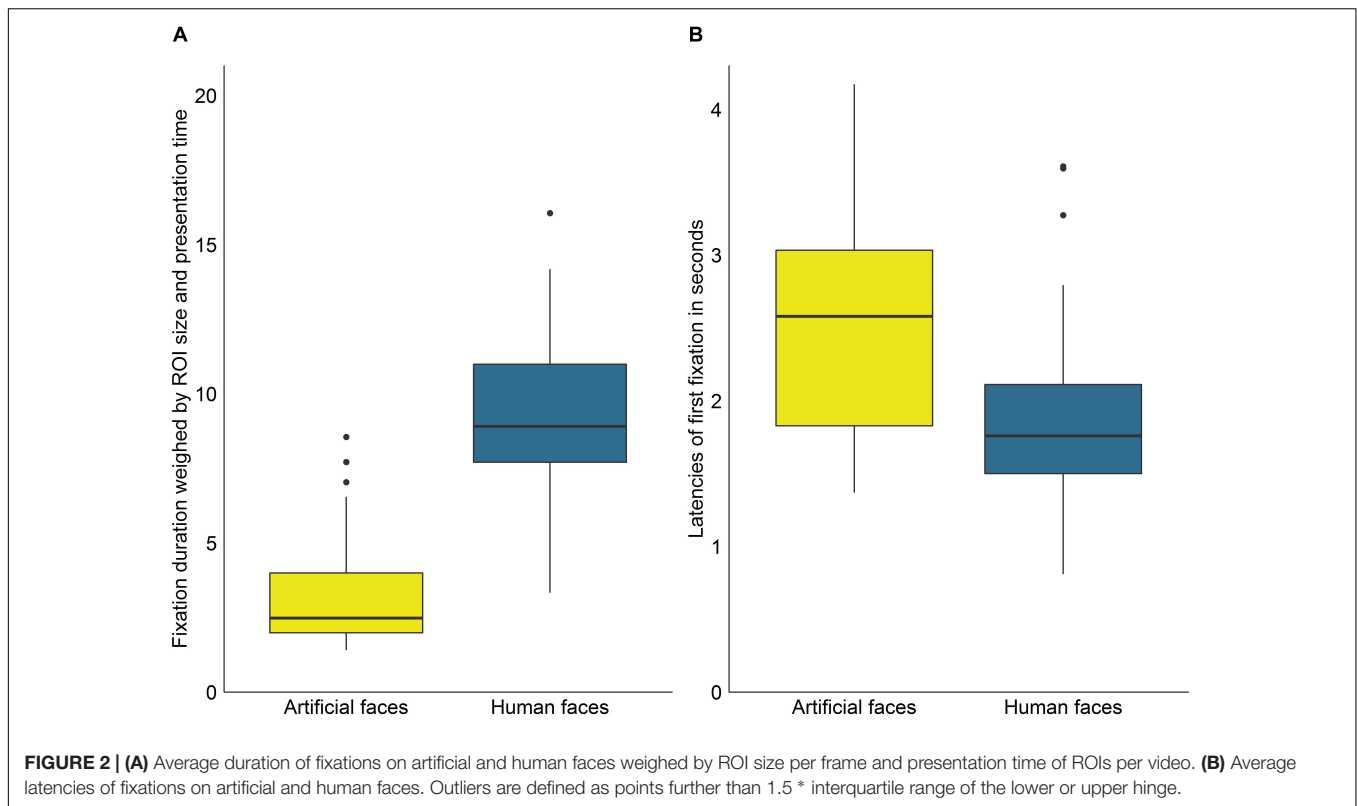 A
Fixation duration weighed by ROI size and presentation time
20
15
10
5
0
Artificial faces
Human faces
B
Latencies of first fixation in seconds
4
3
2
1
0
Artificial faces
Human faces
FIGURE 2 | (A) Average duration of fixations on artificial and human faces weighed by ROI size per frame and presentation time of ROIs per video. (B) Average
latencies of fixations on artificial and human faces. Outliers are defined as points further than 1.5 * interquartile range of the lower or upper hinge.